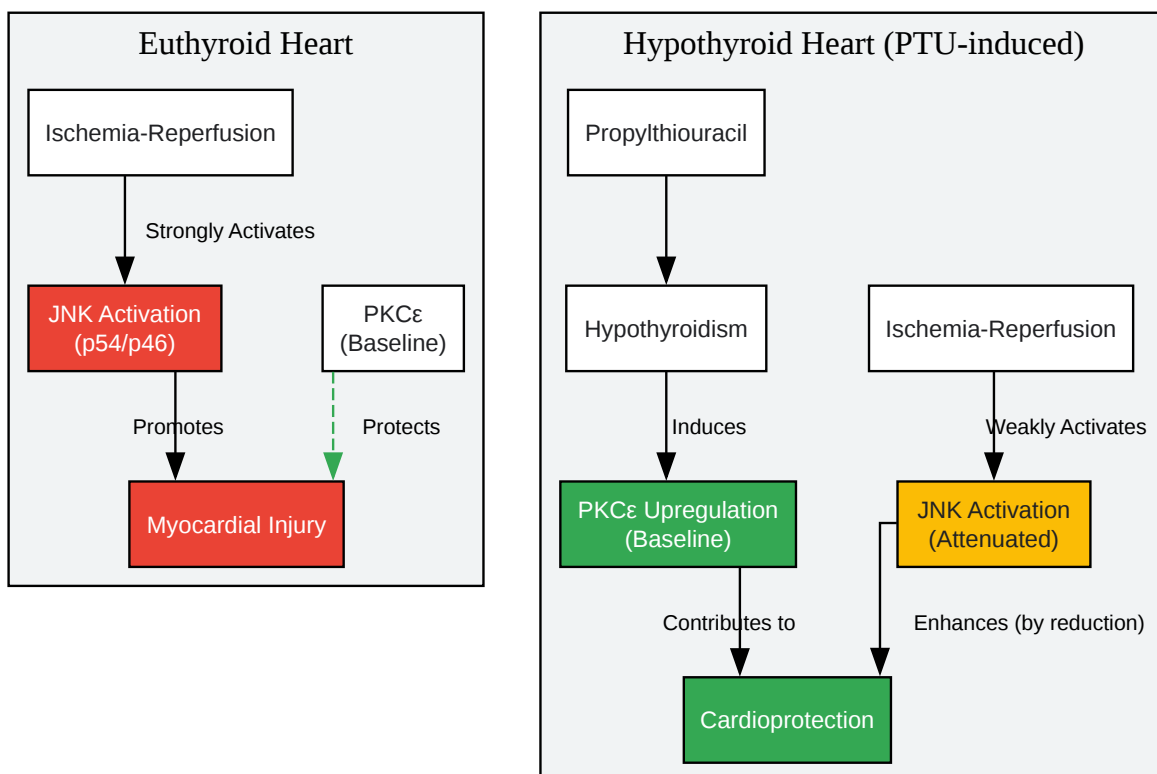 Euthyroid Heart
Ischemia-Reperfusion
Strongly Activates
JNK Activation
(p54/p46)
PKCε
(Baseline)
Promotes
Protects
Myocardial Injury
Hypothyroid Heart (PTU-induced)
Propylthiouracil
Hypothyroidism
Ischemia-Reperfusion
Induces
Weakly Activates
PKCε Upregulation
(Baseline)
JNK Activation
(Attenuated)
Contributes to
Enhances (by reduction)
Cardioprotection